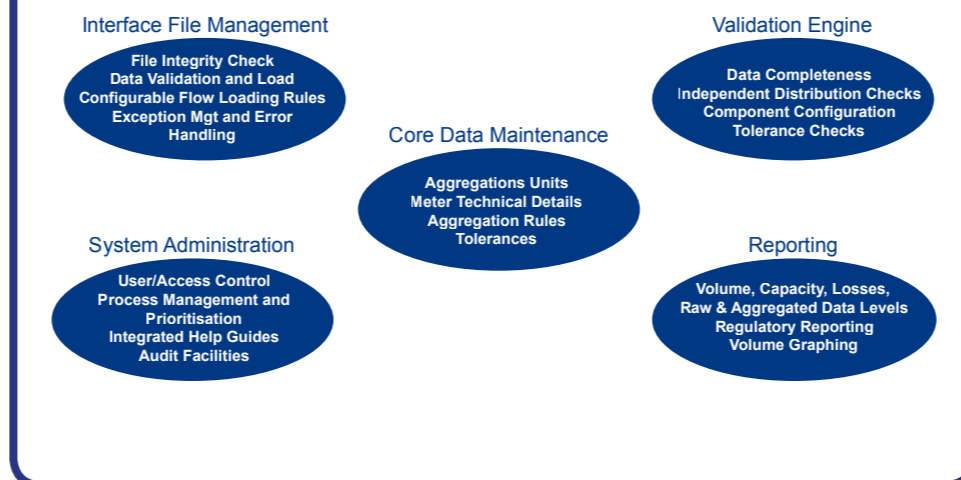 Interface File Management
File Integrity Check
Data Validation and Load
Configurable Flow Loading Rules
Exception Mgt and Error
Handling
Validation Engine
Data Completeness
Independent Distribution Checks
Component Configuration
Tolerance Checks
Core Data Maintenance
Aggregations Units
Meter Technical Details
Aggregation Rules
Tolerances
System Administration
User/Access Control
Process Management and
Prioritisation
Integrated Help Guides
Audit Facilities
Reporting
Volume, Capacity, Losses,
Raw & Aggregated Data Levels
Regulatory Reporting
Volume Graphing